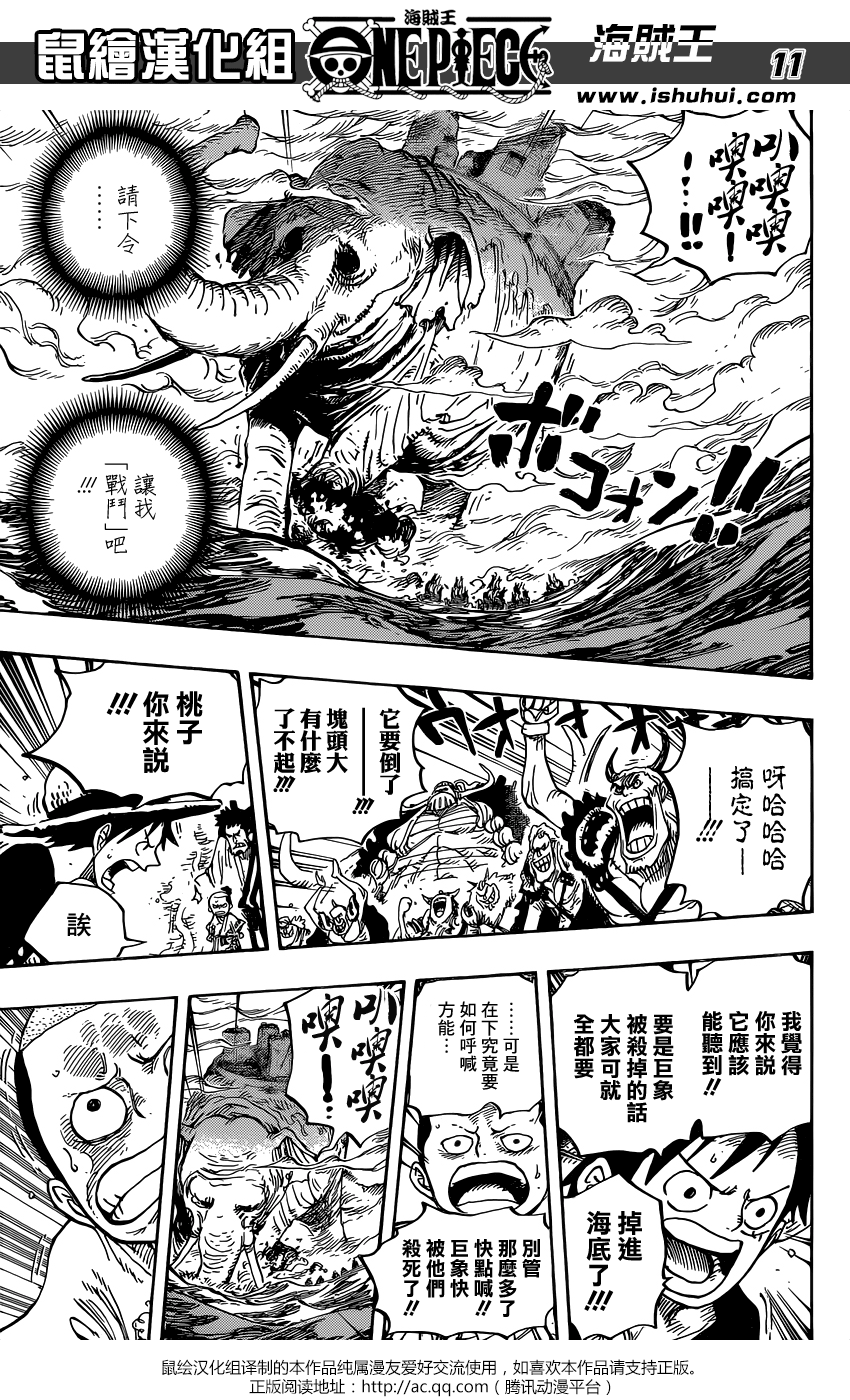 鼠繪漢化組
海賊王
ONE PIECE
海賊王
www.ishuhui.com
11
叭噢噢
噢噢噢!
!…!!
請下令
……
讓我
「戰鬥」吧
!!!
ボコォン!!
呀哈哈哈
搞定了——
!!!
ウオオオ
它要倒了
——!!!
塊頭大
有什麼
了不起!!!
桃子
你來說
!!!
誒
我覺得
你來說
它應該
能聽到!!
要是巨象
被殺掉的話
大家可就
全都要
掉進
海底了!!!
……可是
在下究竟要
如何呼喊
方能…
別管
那麼多了
快點喊!!
巨象快
被他們
殺死了!!
叭噢噢
噢!…
鼠绘汉化组译制的本作品纯属漫友爱好交流使用，如喜欢本作品请支持正版。
正版阅读地址：http://ac.qq.com（腾讯动漫平台）